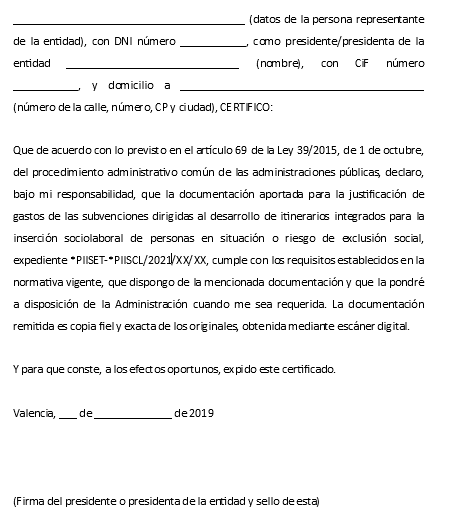 ________________________________________ (datos de la persona representante
de la entidad), con DNI número ___________, como presidente/presidenta de la
entidad _____________________________ (nombre), con CiF número
___________, y domicilio a _________________________________________
(número de la calle, número, CP y ciudad), CERTIFICO:
Que de acuerdo con lo previsto en el artículo 69 de la Ley 39/2015, de 1 de octubre,
del procedimiento administrativo común de las administraciones públicas, declaro,
bajo mi responsabilidad, que la documentación aportada para la justificación de
gastos de las subvenciones dirigidas al desarrollo de itinerarios integrados para la
inserción sociolaboral de personas en situación o riesgo de exclusión social,
expediente *PIISET-*PIISCL/2021/XX/XX, cumple con los requisitos establecidos en la
normativa vigente, que dispongo de la mencionada documentación y que la pondré
a disposición de la Administración cuando me sea requerida. La documentación
remitida es copia fiel y exacta de los originales, obtenida mediante escáner digital.
Y para que conste, a los efectos oportunos, expido este certificado.
Valencia, ___ de _____________ de 2019
(Firma del presidente o presidenta de la entidad y sello de esta)